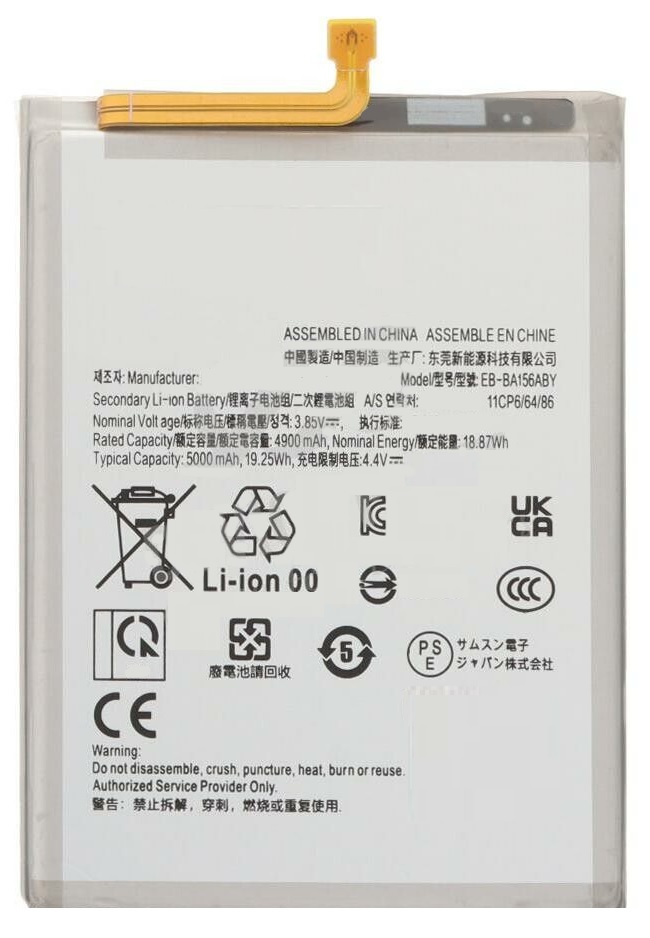 ASSEMBLED IN CHINA ASSEMBLE EN CHINE
中國製造/中国制造 生产厂: 东莞新能源科技有限公司
제조자: Manufacturer:
Model/型号/型號: EB-BA156ABY
Secondary Li-ion Battery/锂离子电池组/二次鋰電池組 A/S 연락처: 11CP6/64/86
Nominal Voltage/标称电压/標稱電壓/정격: 3.85V⎓, 执行标准:
Rated Capacity/额定容量/額定電容量: 4900 mAh, Nominal Energy/额定能量: 18.87Wh
Typical Capacity: 5000 mAh, 19.25Wh, 充电限制电压:4.4V⎓
UK
CA
Li-ion 00
CCC
廢電池請回收
5
PS
E
サムスン電子
ジャパン株式会社
CE
Warning:
Do not disassemble, crush, puncture, heat, burn or reuse.
Authorized Service Provider Only.
警告: 禁止拆解, 穿刺, 燃烧或重复使用.